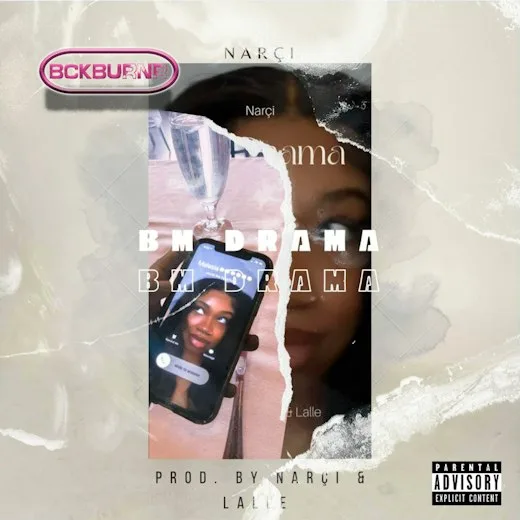 NARÇI
BCKBURNR
Narçi
rama
BM DRAMA
BM DRAMA
& Lalle
PROD. BY NARÇI &
LALLE
PARENTAL
ADVISORY
EXPLICIT CONTENT